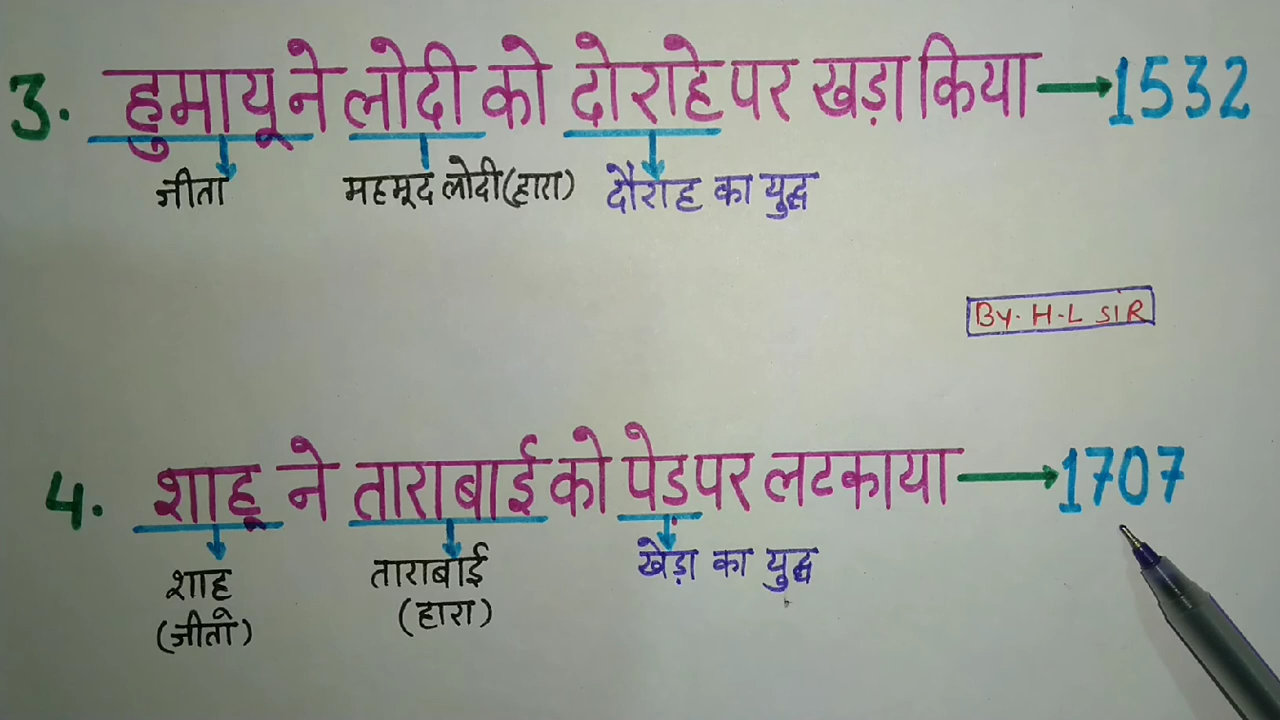 3. हुमायू ने लोदी को दोराहे पर खड़ा किया → 1532
जीता महमूद लोदी (हारा) दौराह का युद्ध
By. H-L SIR
4. शाहू ने ताराबाई को पेड़ पर लटकाया → 1707
शाहू ताराबाई खेड़ा का युद्ध
(जीते) (हारा)